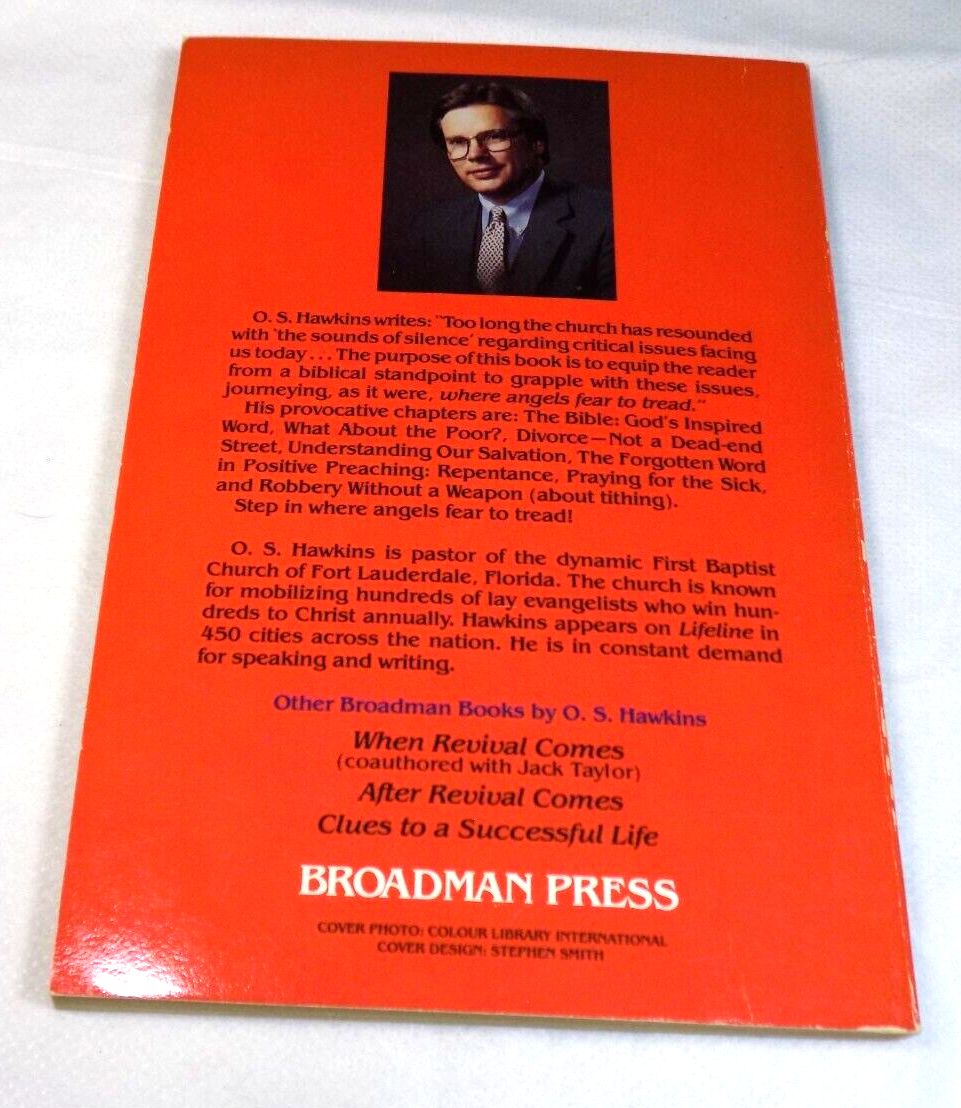 O. S. Hawkins writes: "Too long the church has resounded
with 'the sounds of silence' regarding critical issues facing
us today . . . The purpose of this book is to equip the reader
from a biblical standpoint to grapple with these issues,
journeying, as it were, where angels fear to tread."
His provocative chapters are: The Bible: God's Inspired
Word, What About the Poor?, Divorce—Not a Dead-end
Street, Understanding Our Salvation, The Forgotten Word
in Positive Preaching: Repentance, Praying for the Sick,
and Robbery Without a Weapon (about tithing).
Step in where angels fear to tread!
O. S. Hawkins is pastor of the dynamic First Baptist
Church of Fort Lauderdale, Florida. The church is known
for mobilizing hundreds of lay evangelists who win hun-
dreds to Christ annually. Hawkins appears on Lifeline in
450 cities across the nation. He is in constant demand
for speaking and writing.
Other Broadman Books by O. S. Hawkins
When Revival Comes
(coauthored with Jack Taylor)
After Revival Comes
Clues to a Successful Life
BROADMAN PRESS
COVER PHOTO: COLOUR LIBRARY INTERNATIONAL
COVER DESIGN: STEPHEN SMITH